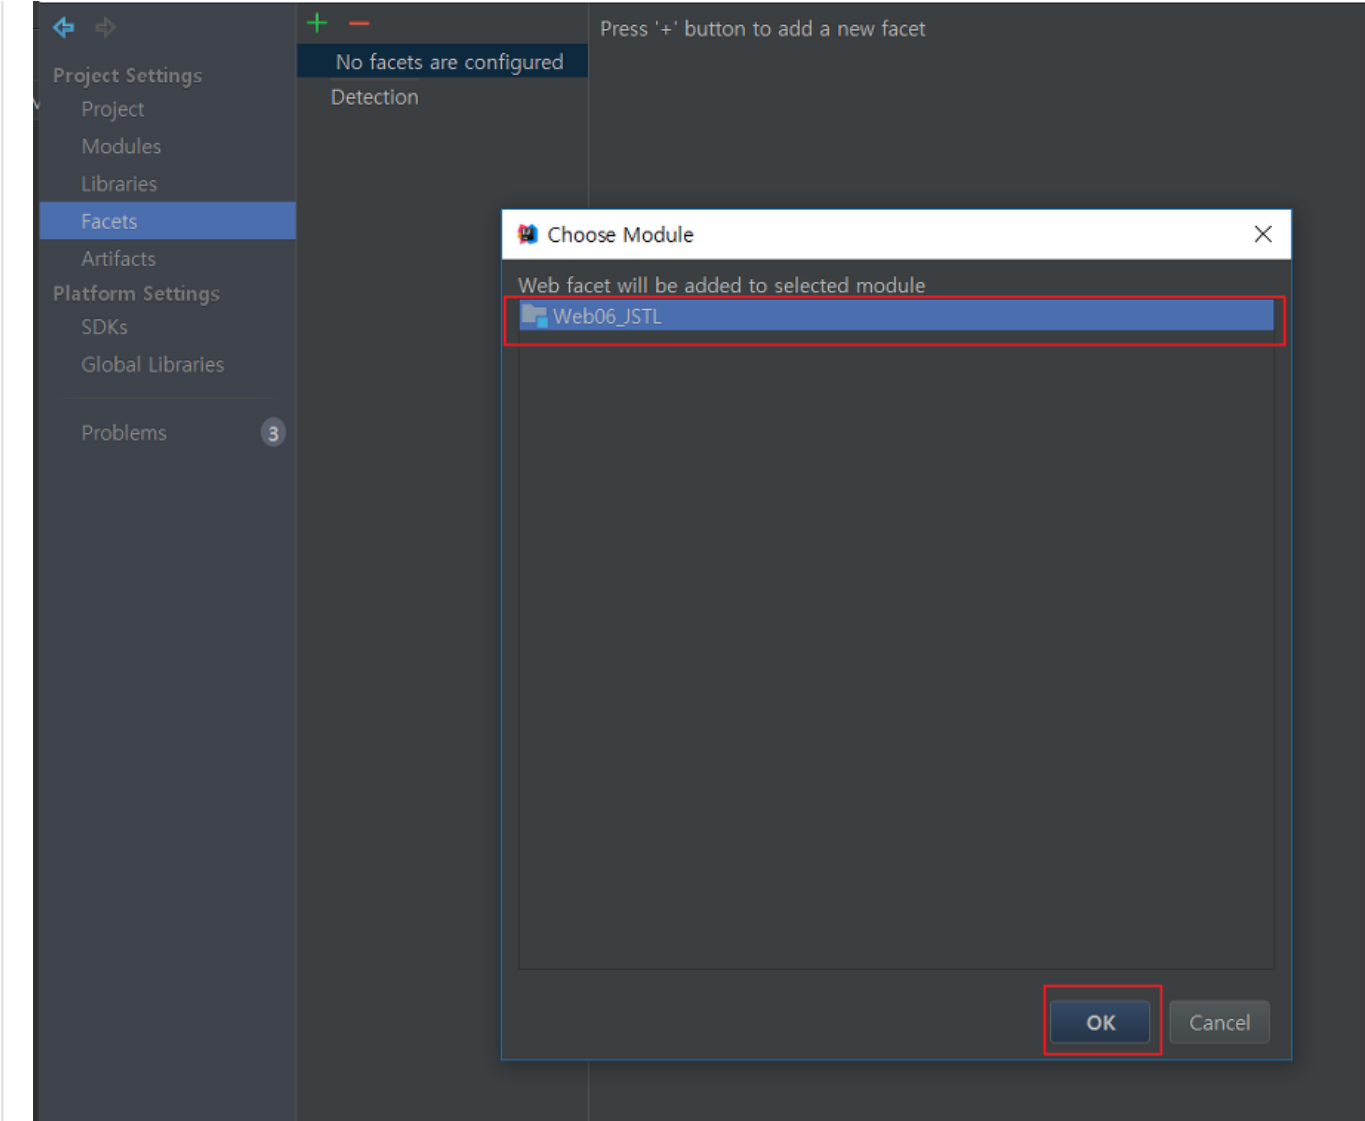 Press '+' button to add a new facet
No facets are configured
Detection
Project Settings
Project
Modules
Libraries
Facets
Artifacts
Platform Settings
SDKs
Global Libraries
Problems
3
Choose Module
Web facet will be added to selected module
Web06_JSTL
OK
Cancel